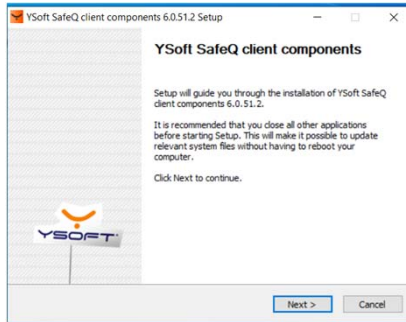 YSoft SafeQ client components 6.0.51.2 Setup
YSoft SafeQ client components
Setup will guide you through the installation of YSoft SafeQ
client components 6.0.51.2.
It is recommended that you close all other applications
before starting Setup. This will make it possible to update
relevant system files without having to reboot your
computer.
Click Next to continue.
YSOFT
Next >
Cancel